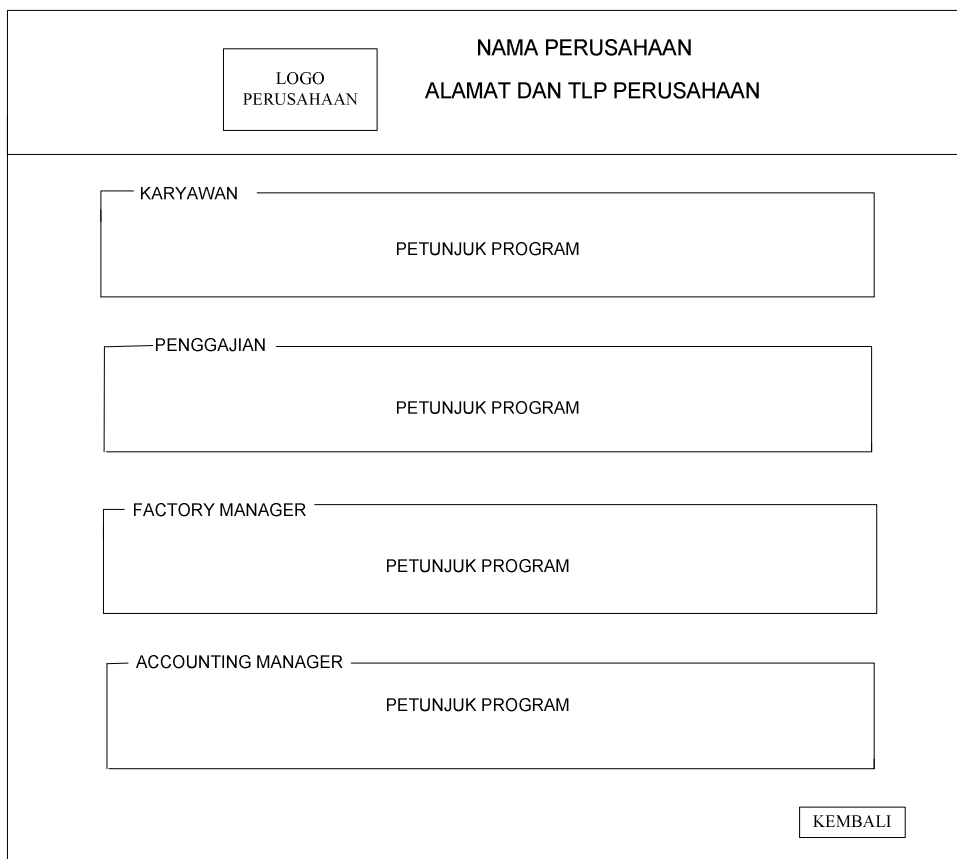 LOGO
PERUSAHAAN
NAMA PERUSAHAAN
ALAMAT DAN TLP PERUSAHAAN
KARYAWAN
PETUNJUK PROGRAM
PENGGAJIAN
PETUNJUK PROGRAM
FACTORY MANAGER
PETUNJUK PROGRAM
ACCOUNTING MANAGER
PETUNJUK PROGRAM
KEMBALI